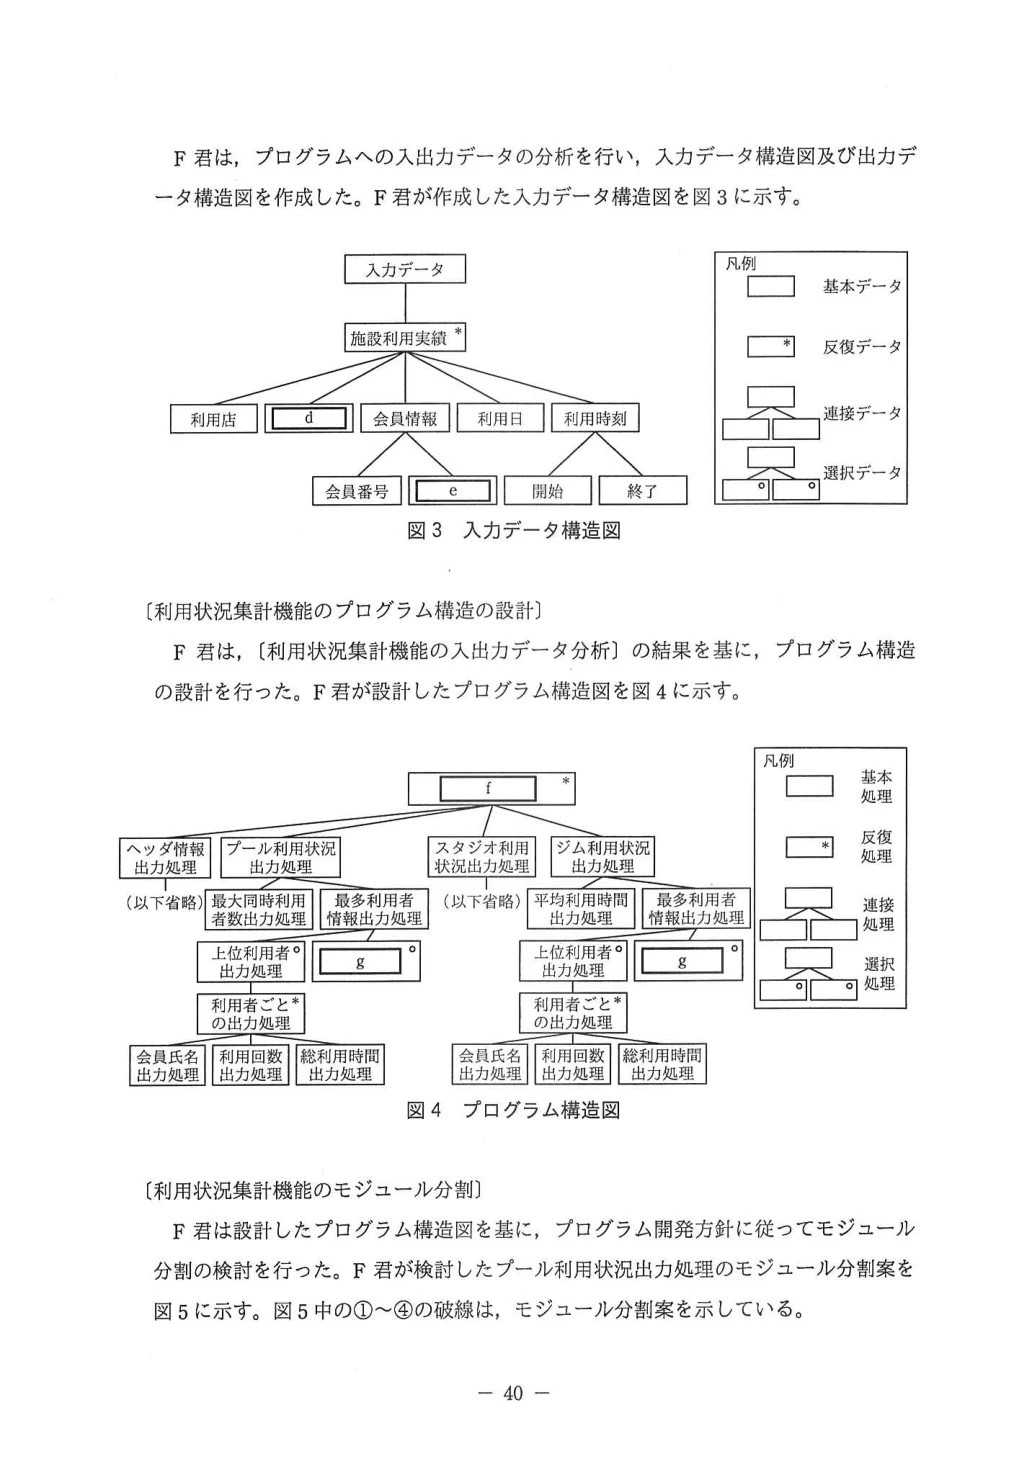 F 君は，プログラムへの入出力データの分析を行い，入力データ構造図及び出力デ
ータ構造図を作成した。F 君が作成した入力データ構造図を図 3 に示す。
入力データ
施設利用実績 *
利用店
d
会員情報
利用日
利用時刻
会員番号
e
開始
終了
凡例
基本データ
* 反復データ
連接データ
選択データ
図 3　入力データ構造図
〔利用状況集計機能のプログラム構造の設計〕
F 君は，〔利用状況集計機能の入出力データ分析〕の結果を基に，プログラム構造
の設計を行った。F 君が設計したプログラム構造図を図 4 に示す。
f *
ヘッダ情報
出力処理
プール利用状況
出力処理
スタジオ利用
状況出力処理
ジム利用状況
出力処理
（以下省略）
最大同時利用
者数出力処理
最多利用者
情報出力処理
（以下省略）
平均利用時間
出力処理
最多利用者
情報出力処理
上位利用者
出力処理
g
上位利用者
出力処理
g
利用者ごと*
の出力処理
利用者ごと*
の出力処理
会員氏名
出力処理
利用回数
出力処理
総利用時間
出力処理
会員氏名
出力処理
利用回数
出力処理
総利用時間
出力処理
凡例
基本
処理
* 反復
処理
連接
処理
選択
処理
図 4　プログラム構造図
〔利用状況集計機能のモジュール分割〕
F 君は設計したプログラム構造図を基に，プログラム開発方針に従ってモジュール
分割の検討を行った。F 君が検討したプール利用状況出力処理のモジュール分割案を
図 5 に示す。図 5 中の①～④の破線は，モジュール分割案を示している。
－ 40 －